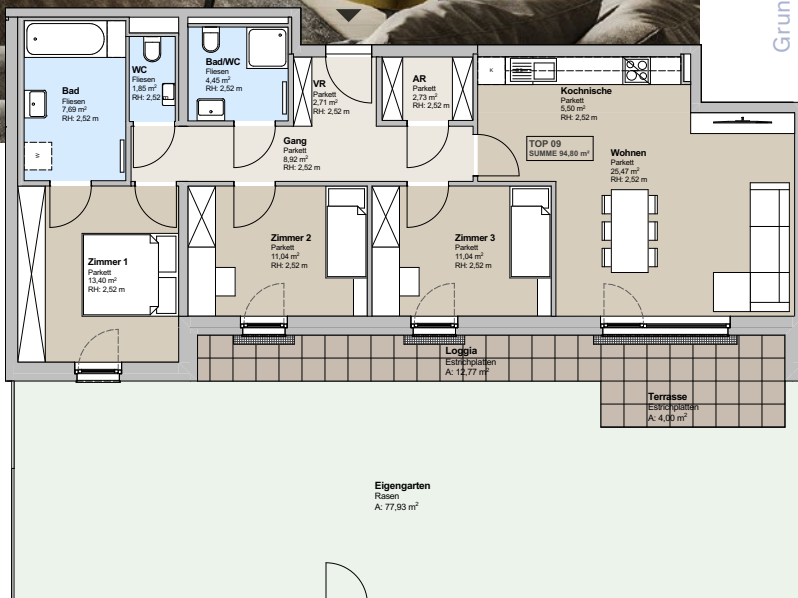 Grun
Bad
Fliesen
7,69 m²
RH: 2,52 m
W
WC
Fliesen
1,85 m²
RH: 2,52
Bad/WC
Fliesen
4,45 m²
RH: 2,52 m
VR
Parkett
2,71 m²
RH: 2,52 m
AR
Parkett
2,73 m²
RH: 2,52 m
K
Kochnische
Parkett
5,50 m²
RH: 2,52 m
Gang
Parkett
8,92 m²
RH: 2,52 m
TOP 09
SUMME 94,80 m²
Wohnen
Parkett
25,47 m²
RH: 2,52 m
Zimmer 1
Parkett
13,40 m²
RH: 2,52 m
Zimmer 2
Parkett
11,04 m²
RH: 2,52 m
Zimmer 3
Parkett
11,04 m²
RH: 2,52 m
Loggia
Estrichplatten
A: 12,77 m²
Terrasse
Estrichplatten
A: 4,00 m²
Eigengarten
Rasen
A: 77,93 m²